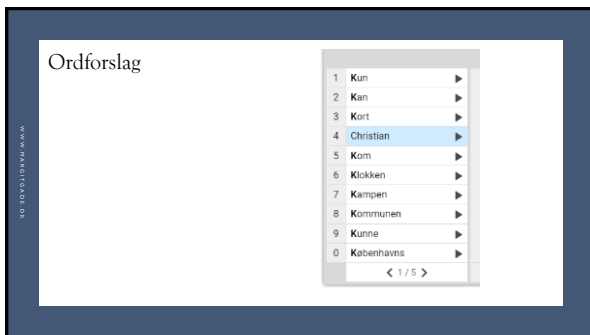 Ordforslag
1 Kun
2 Kan
3 Kort
4 Christian
5 Kom
6 Klokken
7 Kampen
8 Kommunen
9 Kunne
0 Københavns
1 / 5
WWW.MARGITGADE.DK